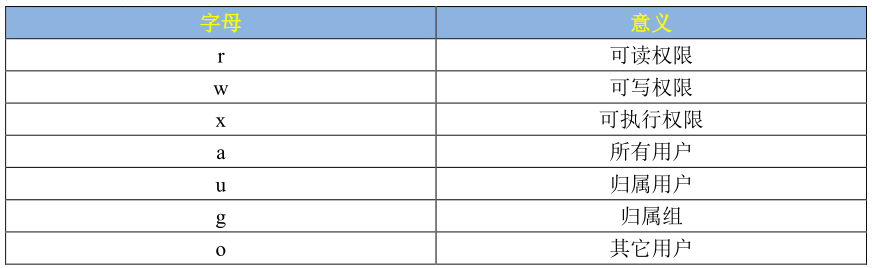 字母 意义
r 可读权限
w 可写权限
x 可执行权限
a 所有用户
u 归属用户
g 归属组
o 其它用户